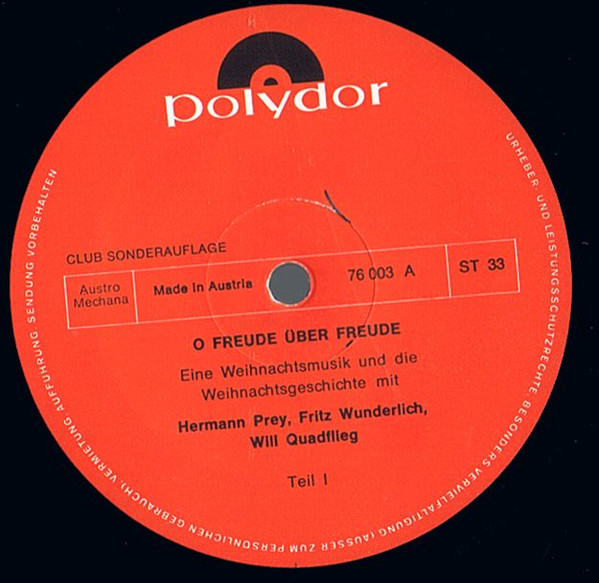 polydor
CLUB SONDERAUFLAGE
Austro
Mechana
Made in Austria
76 003 A
ST 33
O FREUDE ÜBER FREUDE
Eine Weihnachtsmusik und die
Weihnachtsgeschichte mit
Hermann Prey, Fritz Wunderlich,
Will Quadflieg
Teil I
URHEBER- UND LEISTUNGSSCHUTZRECHTE, BESONDERS VERVIELFÄLTIGUNG (AUSSER ZUM PERSÖNLICHEN GEBRAUCH), VERMIETUNG, AUFFÜHRUNG, SENDUNG VORBEHALTEN